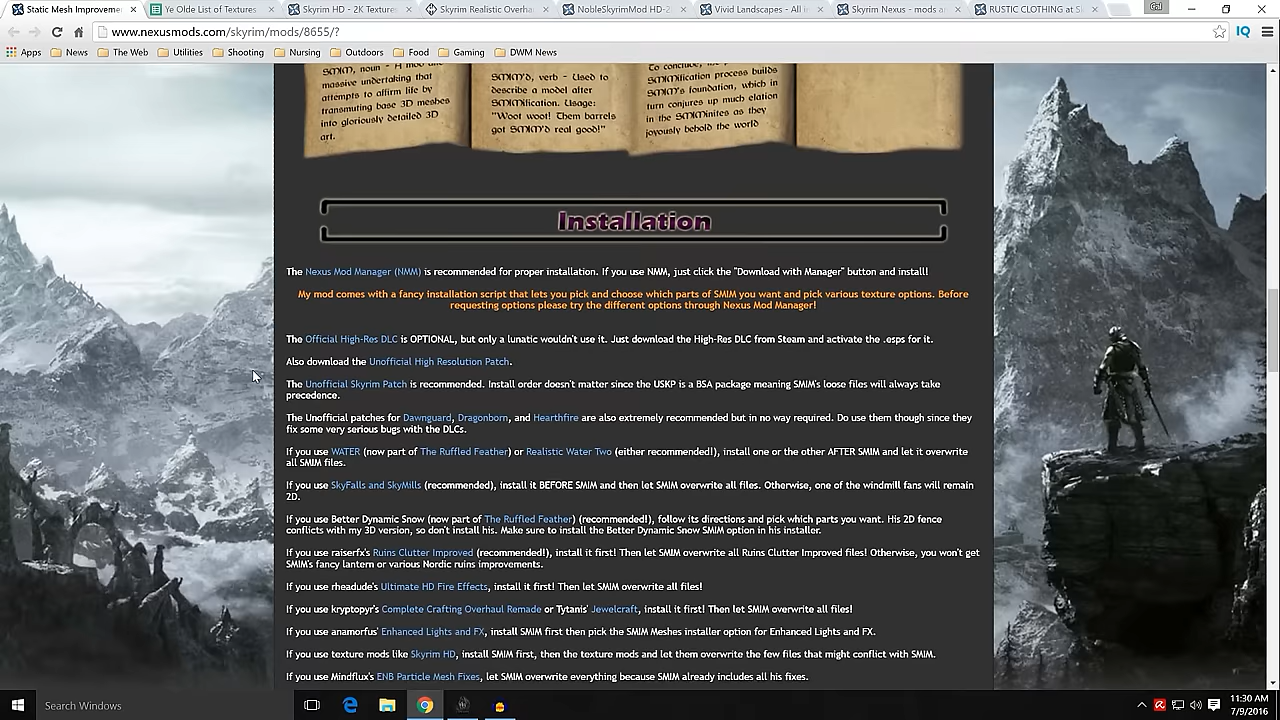 Static Mesh Improvemen
Ye Olde List of Textures
Skyrim HD - 2K Texture
Skyrim Realistic Overha
NobleSkyrimMod HD-2
Vivid Landscapes - All i
Skyrim Nexus - mods a
RUSTIC CLOTHING at S
www.nexusmods.com/skyrim/mods/8655/?
IQ
Apps
News
The Web
Utilities
Shooting
Nursing
Outdoors
Food
Gaming
DWM News
massive undertaking that
attempts to affirm life by
transmuting base 3D meshes
into gloriously detailed 3D
art.
SMIM'd, verb - Used to
describe a model after
SMIMification. Usage:
"Woot woot! Them barrels
got SMIM'd real good!"
SMIMification process builds
SMIM's foundation, which in
turn conjures up much elation
in the SMIMinites as they
joyously behold the world
Installation
The Nexus Mod Manager (NMM) is recommended for proper installation. If you use NMM, just click the "Download with Manager" button and install!
My mod comes with a fancy installation script that lets you pick and choose which parts of SMIM you want and pick various texture options. Before
requesting options please try the different options through Nexus Mod Manager!
The Official High-Res DLC is OPTIONAL, but only a lunatic wouldn't use it. Just download the High-Res DLC from Steam and activate the .esps for it.
Also download the Unofficial High Resolution Patch.
The Unofficial Skyrim Patch is recommended. Install order doesn't matter since the USKP is a BSA package meaning SMIM's loose files will always take
precedence.
The Unofficial patches for Dawnguard, Dragonborn, and Hearthfire are also extremely recommended but in no way required. Do use them though since they
fix some very serious bugs with the DLCs.
If you use WATER (now part of The Ruffled Feather) or Realistic Water Two (either recommended!), install one or the other AFTER SMIM and let it overwrite
all SMIM files.
If you use SkyFalls and SkyMills (recommended), install it BEFORE SMIM and then let SMIM overwrite all files. Otherwise, one of the windmill fans will remain
2D.
If you use Better Dynamic Snow (now part of The Ruffled Feather) (recommended!), follow its directions and pick which parts you want. His 2D fence
conflicts with my 3D version, so don't install his. Make sure to install the Better Dynamic Snow SMIM option in his installer.
If you use raiserfx's Ruins Clutter Improved (recommended!), install it first! Then let SMIM overwrite all Ruins Clutter Improved files! Otherwise, you won't get
SMIM's fancy lantern or various Nordic ruins improvements.
If you use rheadude's Ultimate HD Fire Effects, install it first! Then let SMIM overwrite all files!
If you use kryptopyr's Complete Crafting Overhaul Remade or Tytanis' Jewelcraft, install it first! Then let SMIM overwrite all files!
If you use anamorfus' Enhanced Lights and FX, install SMIM first then pick the SMIM Meshes installer option for Enhanced Lights and FX.
If you use texture mods like Skyrim HD, install SMIM first, then the texture mods and let them overwrite the few files that might conflict with SMIM.
If you use Mindflux's ENB Particle Mesh Fixes, let SMIM overwrite everything because SMIM already includes all his fixes.
Search Windows
11:30 AM
7/9/2016